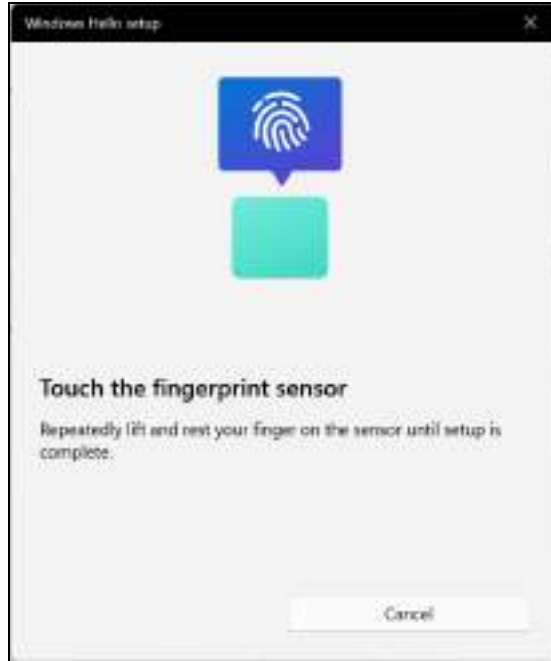 Windows Hello setup
Touch the fingerprint sensor
Repeatedly lift and rest your finger on the sensor until setup is
complete.
Cancel